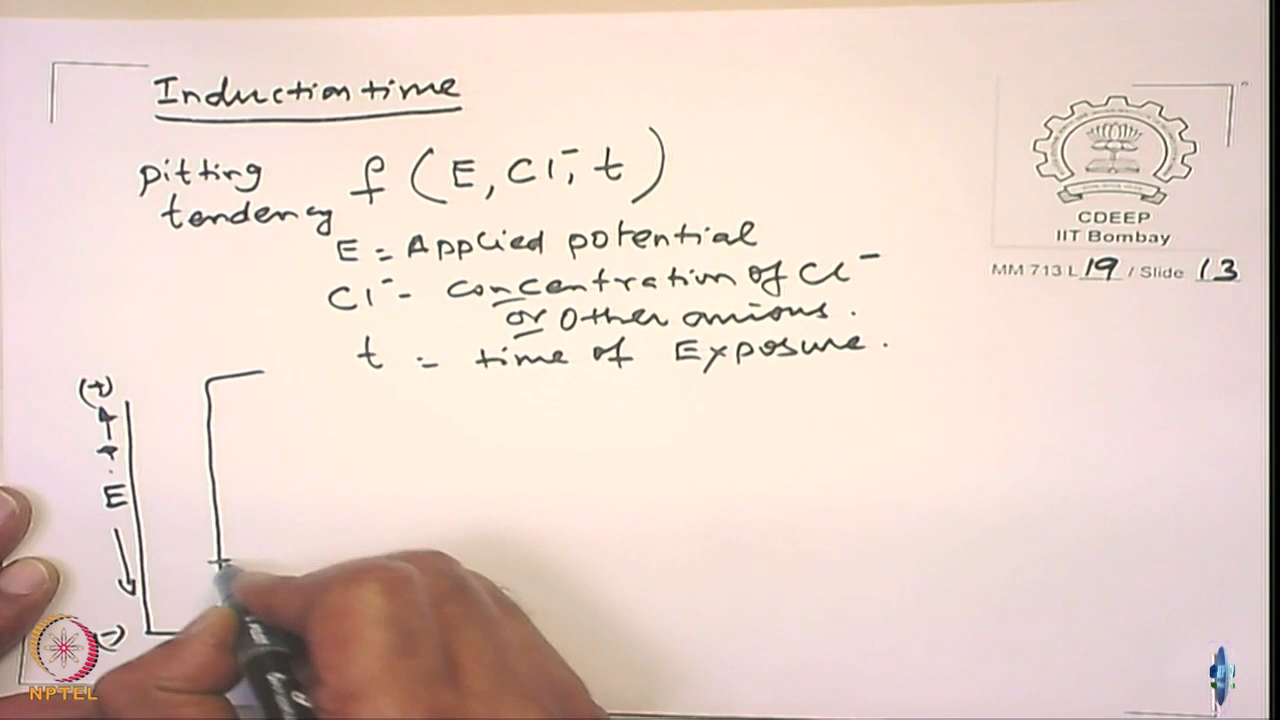 Induction time
pitting
tendency
f ( E, Cl⁻, t )
E = Applied potential
Cl⁻ - concentration of Cl⁻
or other anions.
t = time of Exposure.
(+)
E
(-)
CDEEP
IIT Bombay
MM 713 L 19 / Slide 13
NPTEL